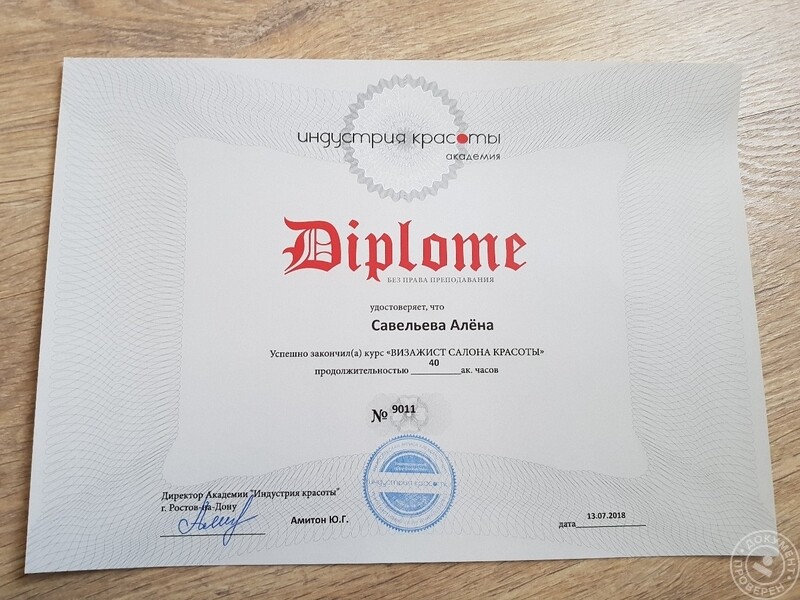 индустрия красоты
академия
Diplome
БЕЗ ПРАВА ПРЕПОДАВАНИЯ
удостоверяет, что
Савельева Алёна
Успешно закончил(а) курс «ВИЗАЖИСТ САЛОНА КРАСОТЫ»
продолжительностью 40 ак. часов
№ 9011
индустрия красоты
Директор Академии "Индустрия красоты"
г. Ростов-на-Дону
Амитон Ю.Г.
дата 13.07.2018
ДОКУМЕНТ ПРОВЕРЕН